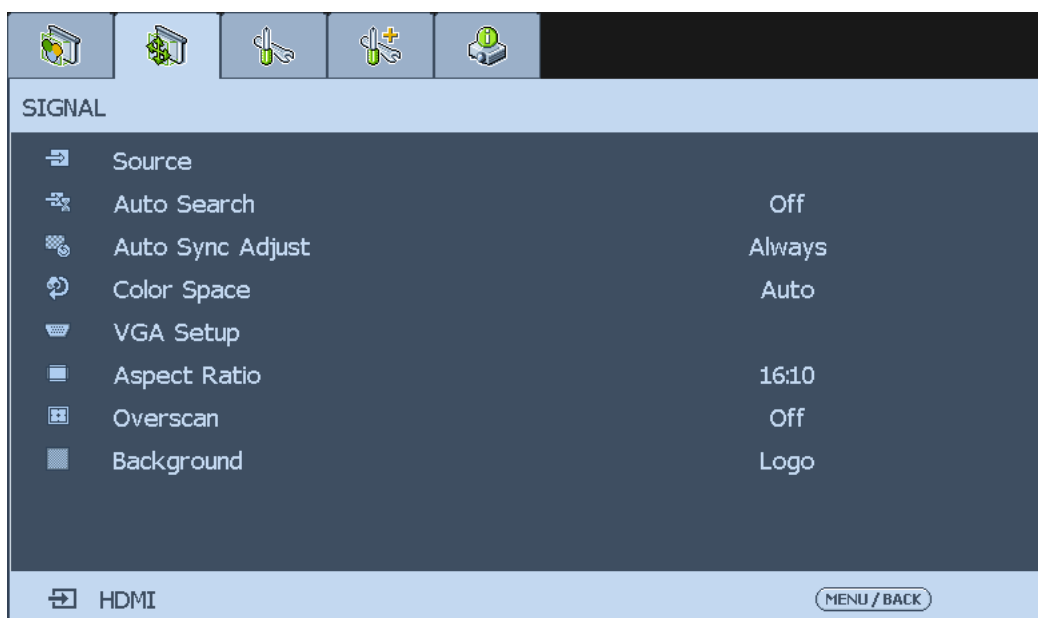 SIGNAL
Source
Auto Search Off
Auto Sync Adjust Always
Color Space Auto
VGA Setup
Aspect Ratio 16:10
Overscan Off
Background Logo
HDMI MENU / BACK